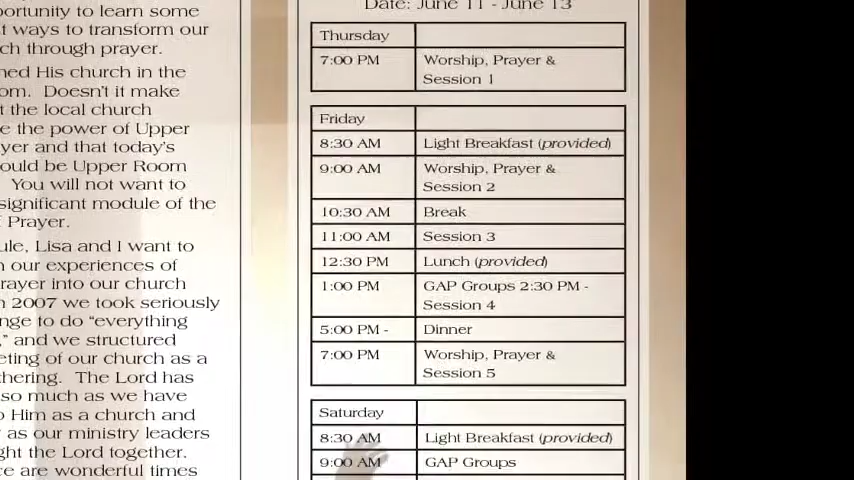 portunity to learn some
t ways to transform our
ch through prayer.
ned His church in the
om. Doesn't it make
t the local church
e the power of Upper
yer and that today's
ould be Upper Room
You will not want to
significant module of the
f Prayer.
ule, Lisa and I want to
n our experiences of
rayer into our church
n 2007 we took seriously
nge to do "everything
," and we structured
eting of our church as a
thering. The Lord has
so much as we have
o Him as a church and
as our ministry leaders
ght the Lord together.
ce are wonderful times
Date: June 11 - June 13
Thursday
7:00 PM Worship, Prayer &
Session 1
Friday
8:30 AM Light Breakfast (provided)
9:00 AM Worship, Prayer &
Session 2
10:30 AM Break
11:00 AM Session 3
12:30 PM Lunch (provided)
1:00 PM GAP Groups 2:30 PM -
Session 4
5:00 PM - Dinner
7:00 PM Worship, Prayer &
Session 5
Saturday
8:30 AM Light Breakfast (provided)
9:00 AM GAP Groups